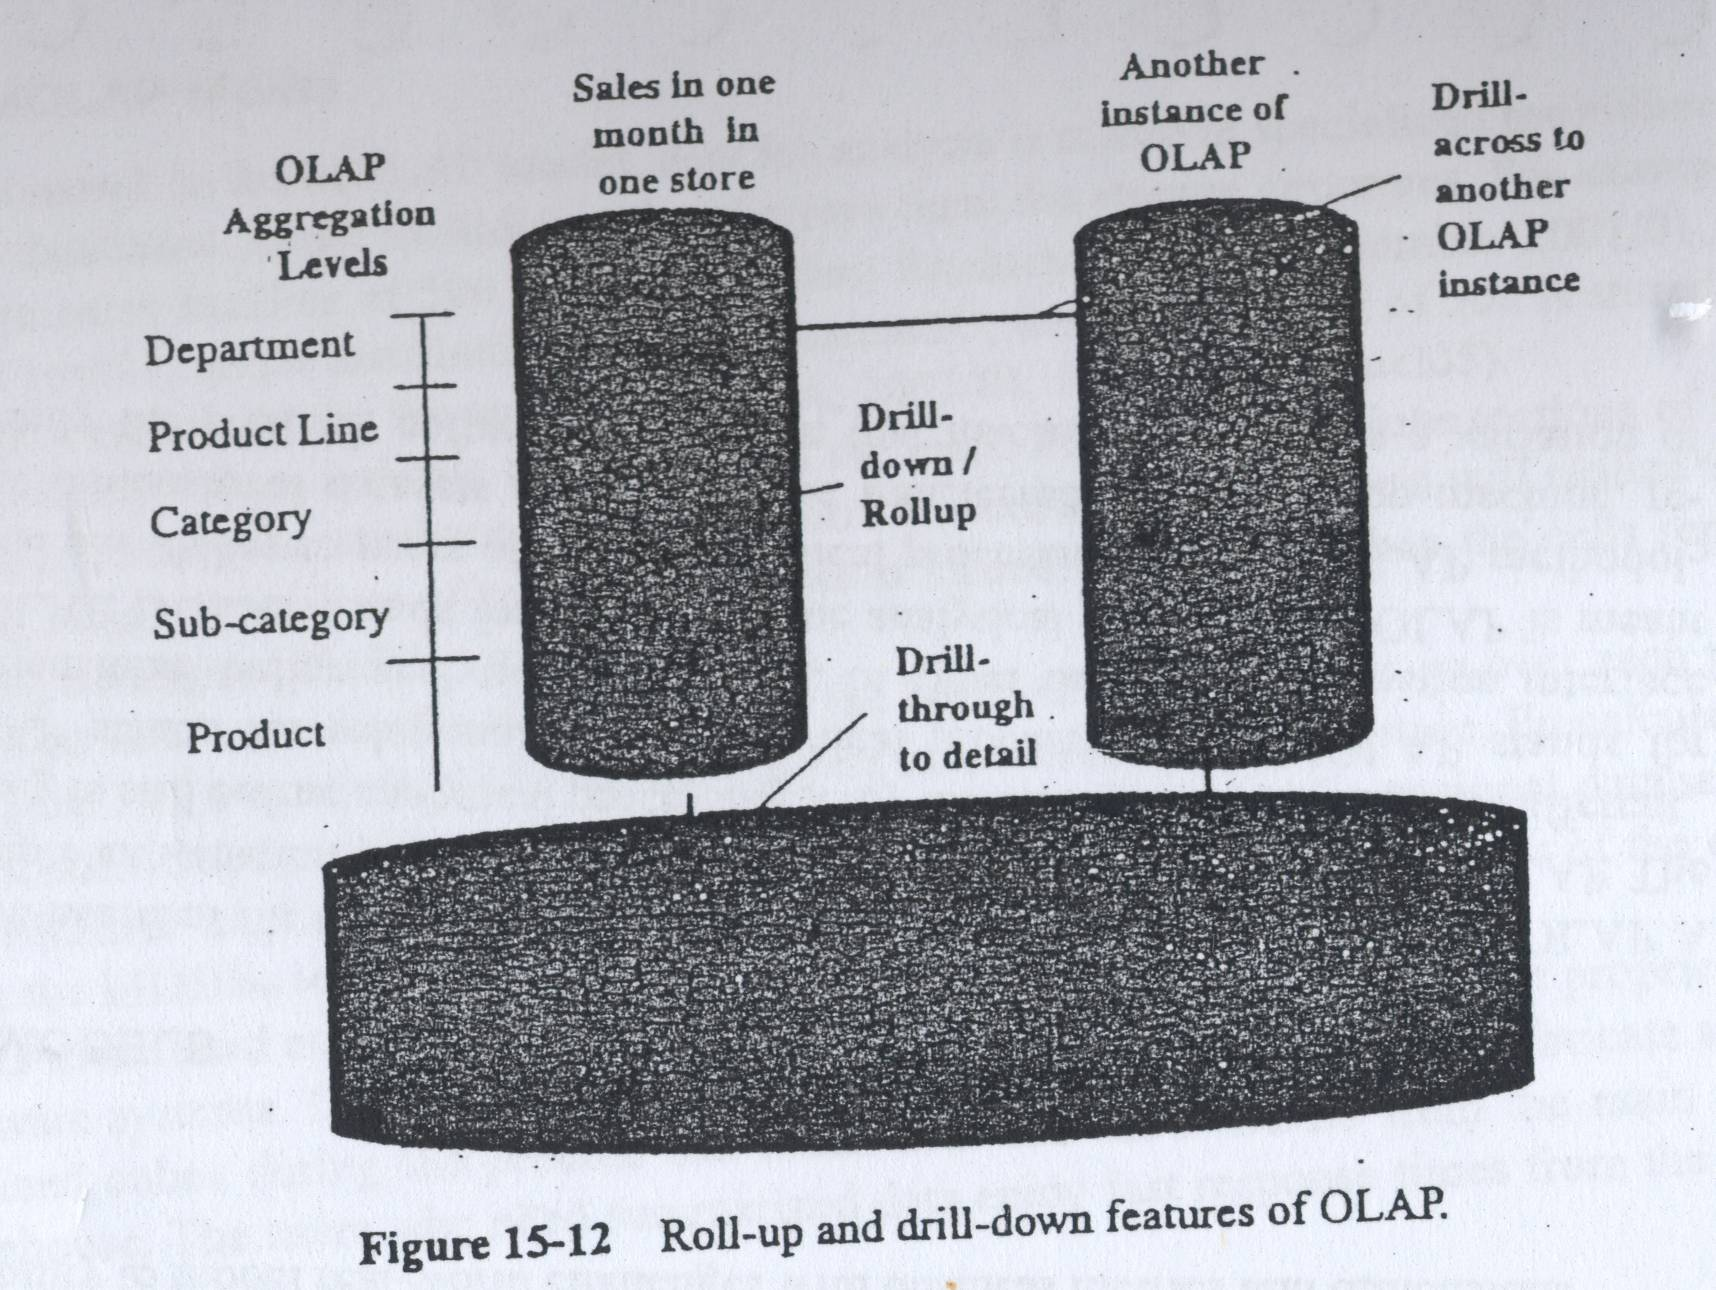 Sales in one
month in
one store
Another
instance of
OLAP
Drill-
across to
another
OLAP
instance
OLAP
Aggregation
Levels
Department
Product Line
Category
Sub-category
Product
Drill-
down /
Rollup
Drill-
through
to detail
Figure 15-12 Roll-up and drill-down features of OLAP.